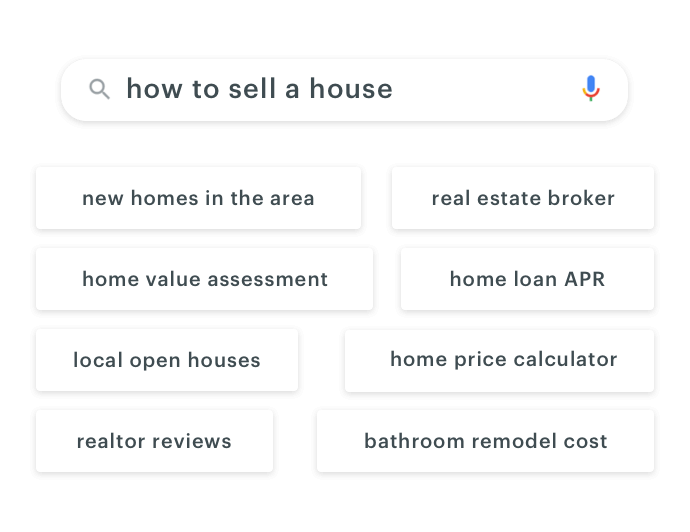 how to sell a house
new homes in the area
real estate broker
home value assessment
home loan APR
local open houses
home price calculator
realtor reviews
bathroom remodel cost